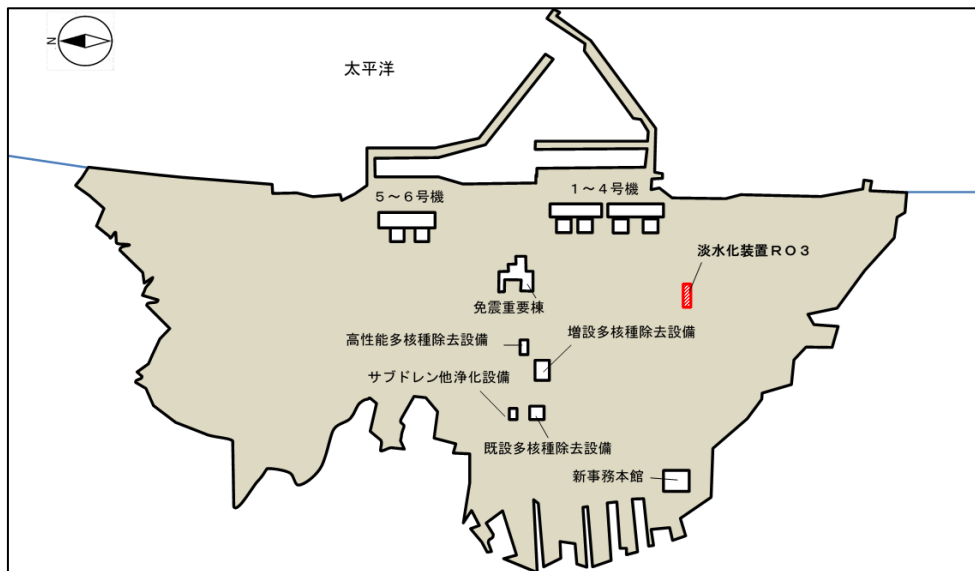 N
太平洋
5~6号機
1~4号機
淡水化装置RO3
免震重要棟
増設多核種除去設備
高性能多核種除去設備
サブドレン他浄化設備
既設多核種除去設備
新事務本館